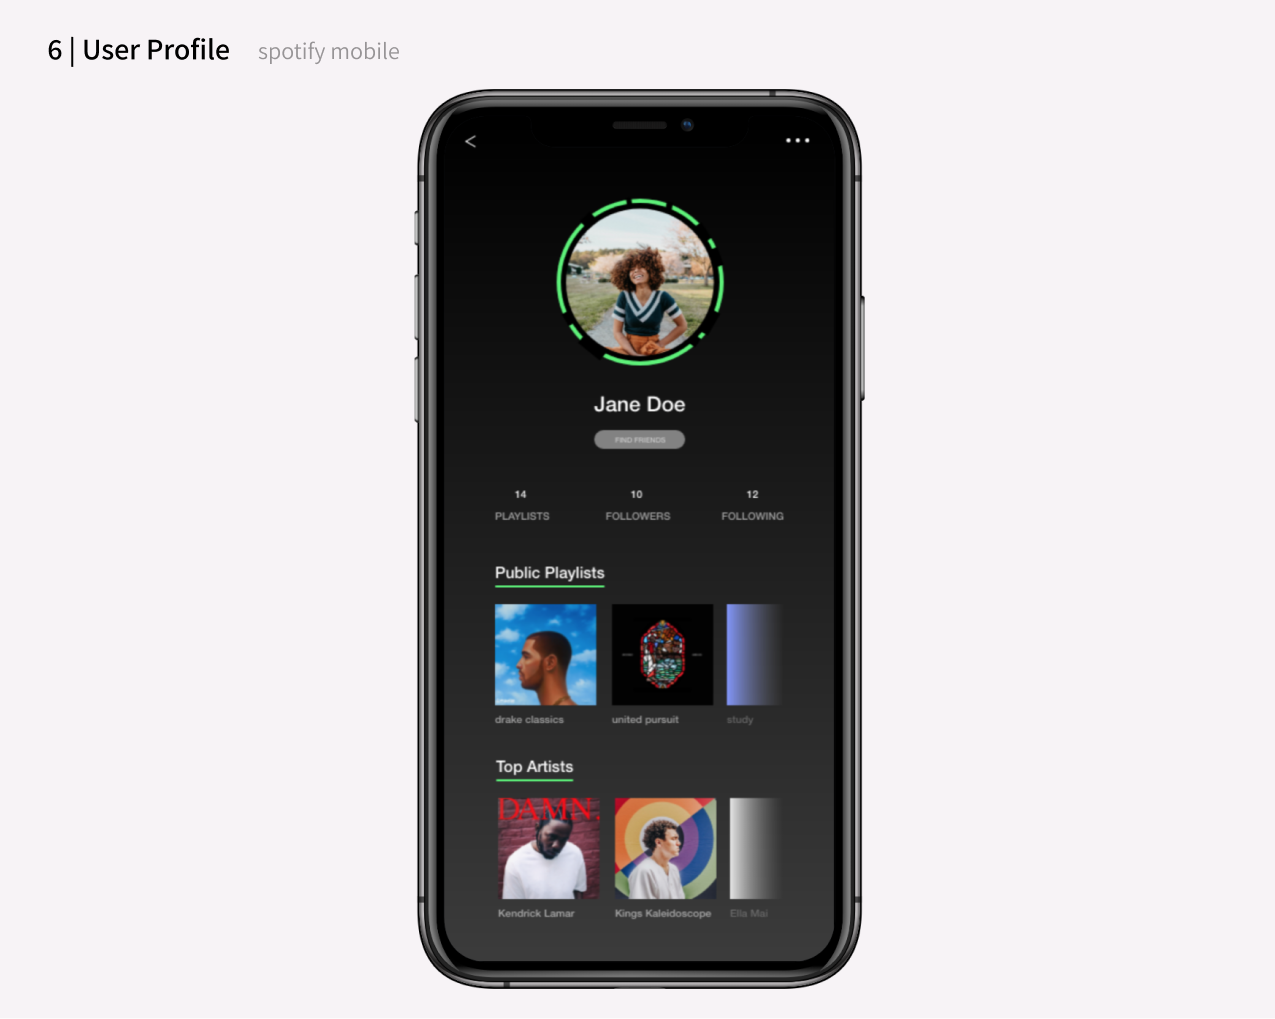 6 | User Profile spotify mobile
<
Jane Doe
FIND FRIENDS
14 10 12
PLAYLISTS FOLLOWERS FOLLOWING
Public Playlists
drake classics united pursuit study
Top Artists
DAMN.
Kendrick Lamar Kings Kaleidoscope Ella Mai